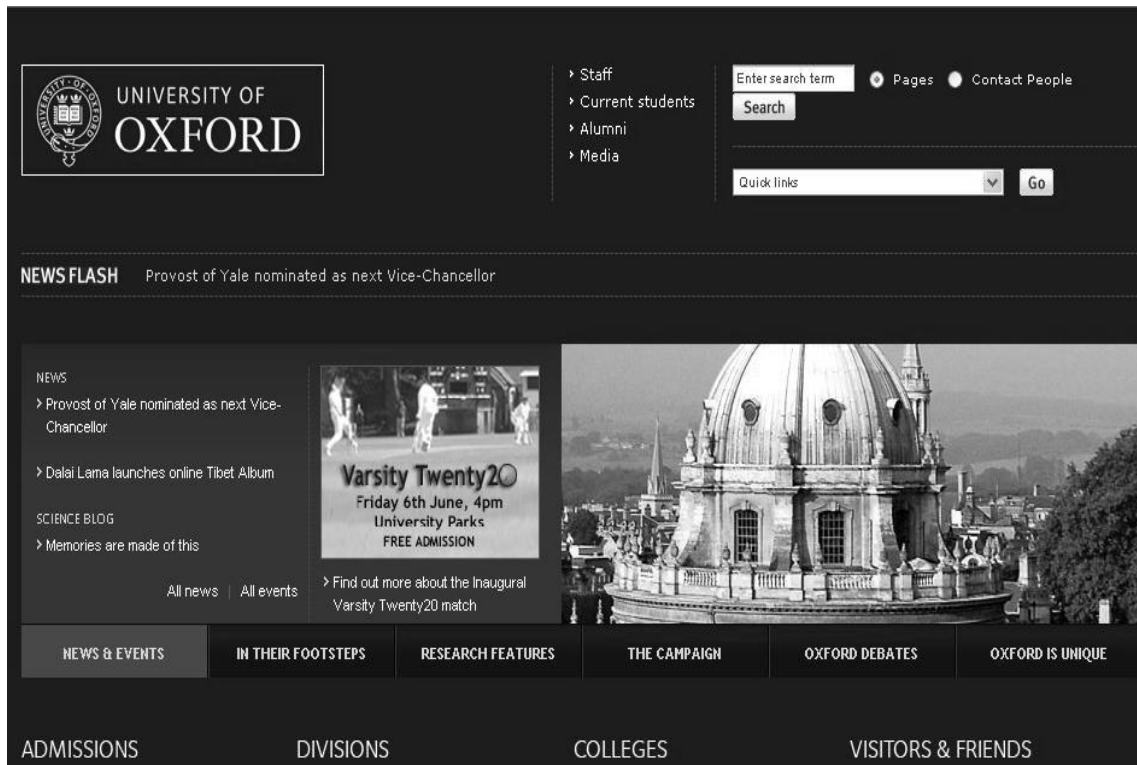 UNIVERSITY OF
OXFORD
UNIVERSITY·OF·OXFORD
Staff
Current students
Alumni
Media
Enter search term
Pages
Contact People
Search
Quick links
Go
NEWS FLASH Provost of Yale nominated as next Vice-Chancellor
NEWS
Provost of Yale nominated as next Vice-
Chancellor
Dalai Lama launches online Tibet Album
SCIENCE BLOG
Memories are made of this
All news | All events
Varsity Twenty20
Friday 6th June, 4pm
University Parks
FREE ADMISSION
Find out more about the Inaugural
Varsity Twenty20 match
NEWS & EVENTS
IN THEIR FOOTSTEPS
RESEARCH FEATURES
THE CAMPAIGN
OXFORD DEBATES
OXFORD IS UNIQUE
ADMISSIONS
DIVISIONS
COLLEGES
VISITORS & FRIENDS